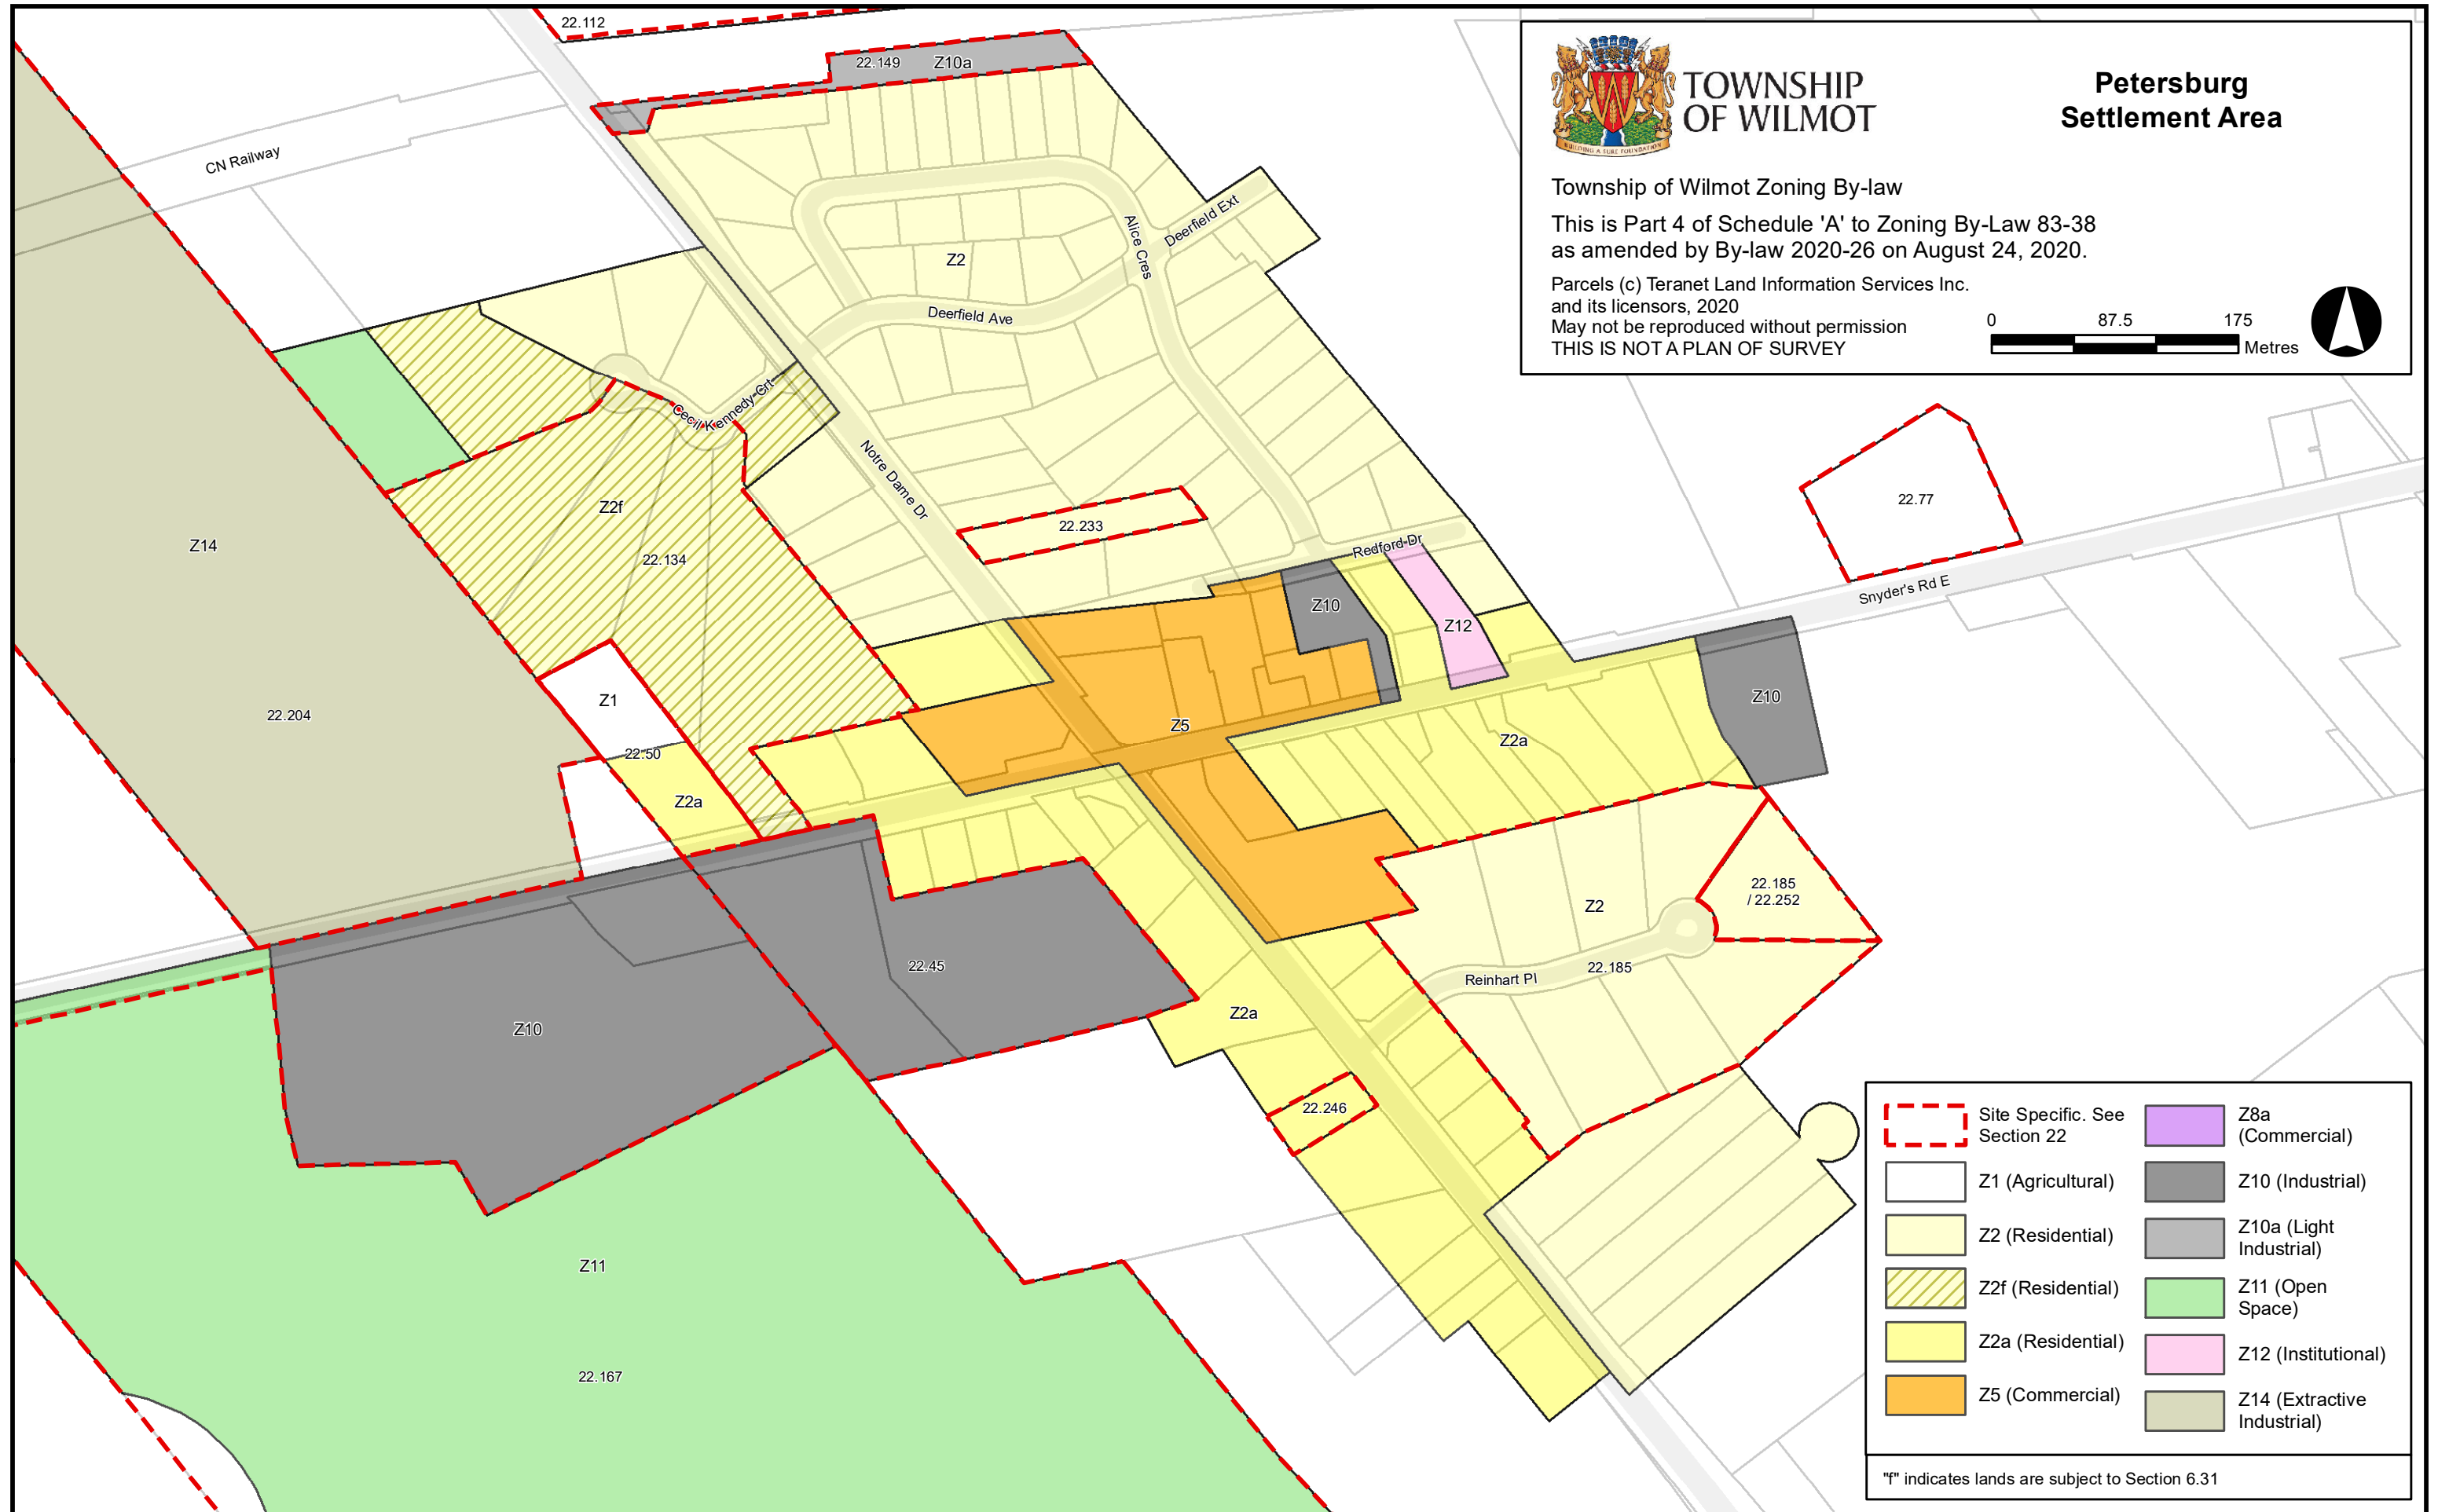 TOWNSHIP
OF WILMOT
BUILDING A SURE FOUNDATION
Petersburg
Settlement Area
Township of Wilmot Zoning By-law
This is Part 4 of Schedule 'A' to Zoning By-Law 83-38
as amended by By-law 2020-26 on August 24, 2020.
Parcels (c) Teranet Land Information Services Inc.
and its licensors, 2020
May not be reproduced without permission
THIS IS NOT A PLAN OF SURVEY
0 87.5 175
Metres
22.112
22.149 Z10a
CN Railway
Deerfield Ext
Alice Cres
Z2
Deerfield Ave
Cecil Kennedy Crt
Notre Dame Dr
Z2f
22.77
22.233
Z14
Redford Dr
22.134
Snyder's Rd E
Z10
Z12
Z1
Z10
22.204
Z5
Z2a
22.50
Z2a
22.185
/ 22.252
Z2
22.45
22.185
Reinhart Pl
Z2a
Z10
22.246
Z11
22.167
Site Specific. See
Section 22
Z1 (Agricultural)
Z2 (Residential)
Z2f (Residential)
Z2a (Residential)
Z5 (Commercial)
Z8a
(Commercial)
Z10 (Industrial)
Z10a (Light
Industrial)
Z11 (Open
Space)
Z12 (Institutional)
Z14 (Extractive
Industrial)
"f" indicates lands are subject to Section 6.31